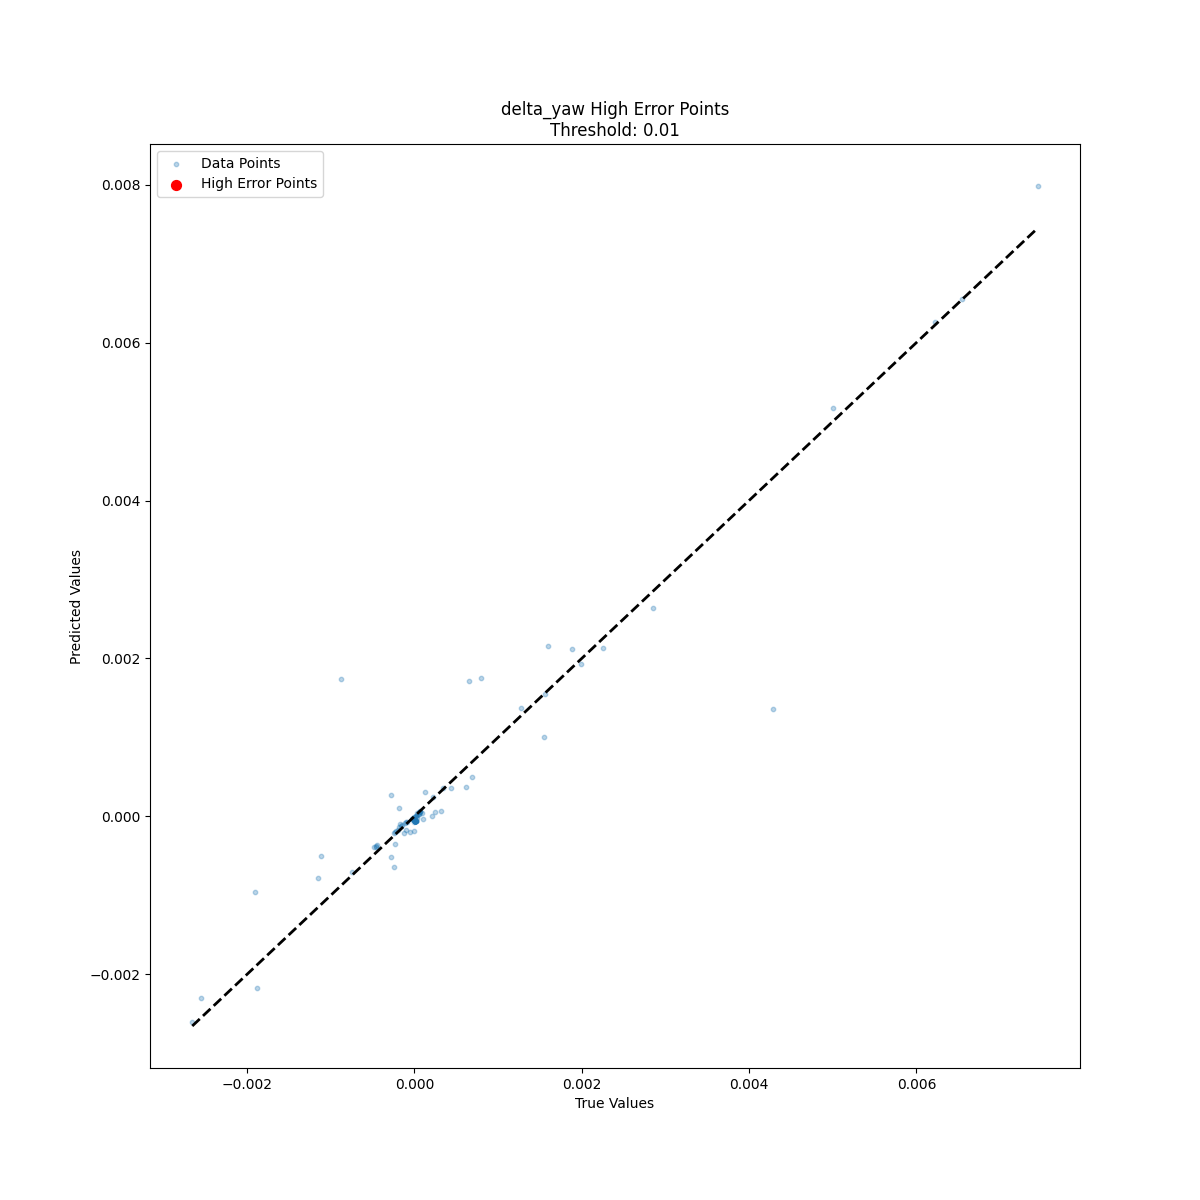 delta_yaw High Error Points
Threshold: 0.01
Data Points
High Error Points
0.008
0.006
0.004
0.002
0.000
−0.002
Predicted Values
−0.002
0.000
0.002
0.004
0.006
True Values